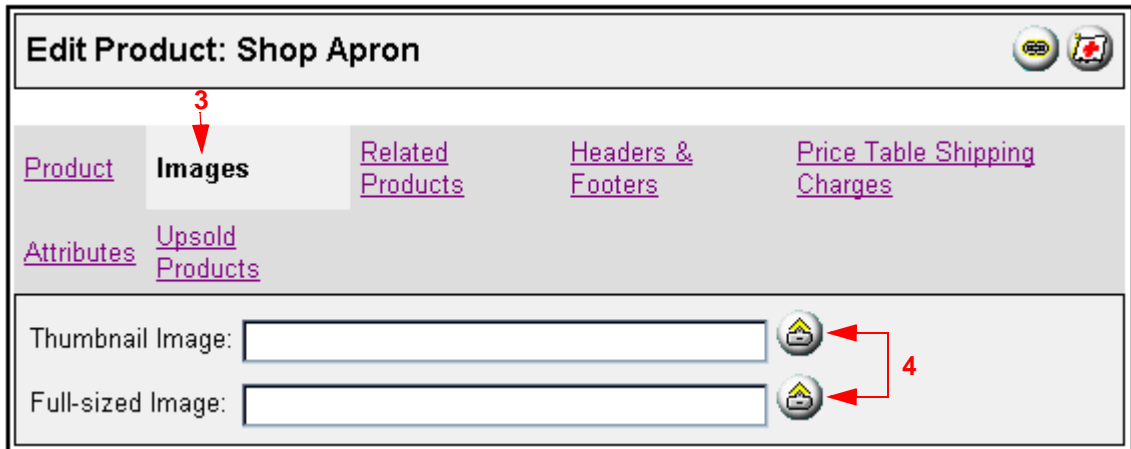 Edit Product: Shop Apron
3
Product
Images
Related
Products
Headers &
Footers
Price Table Shipping
Charges
Attributes
Upsold
Products
Thumbnail Image:
4
Full-sized Image: